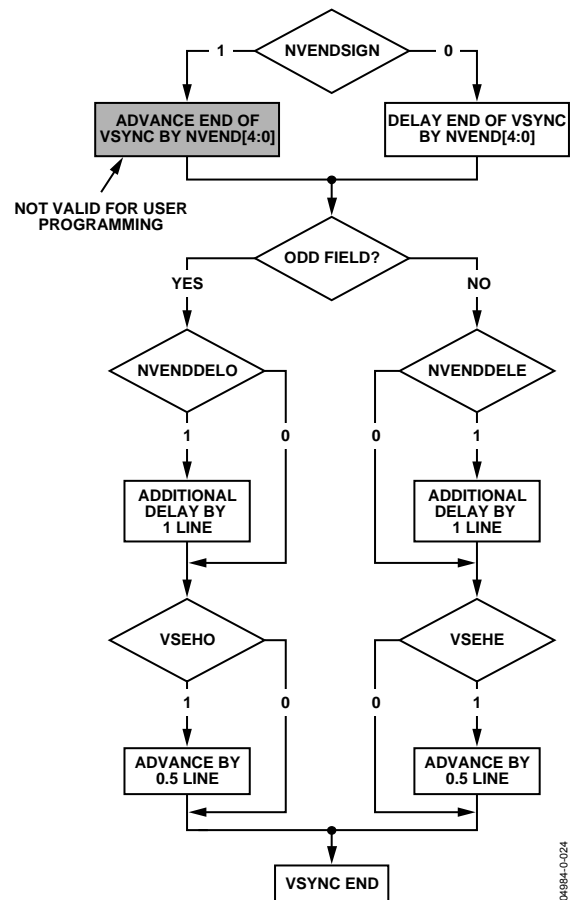 NVENDSIGN
1
0
ADVANCE END OF
VSYNC BY NVEND[4:0]
DELAY END OF VSYNC
BY NVEND[4:0]
NOT VALID FOR USER
PROGRAMMING
ODD FIELD?
YES
NO
NVENDDELO
NVENDDELE
1
0
0
1
ADDITIONAL
DELAY BY
1 LINE
ADDITIONAL
DELAY BY
1 LINE
VSEHO
VSEHE
1
0
0
1
ADVANCE BY
0.5 LINE
ADVANCE BY
0.5 LINE
VSYNC END
04984-0-024